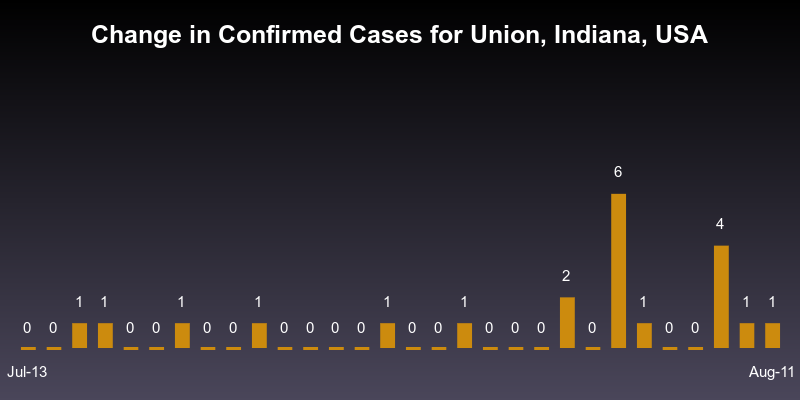 Change in Confirmed Cases for Union, Indiana, USA
6
4
2
1 1 1 1 1 1 1 1 1
0 0 0 0 0 0 0 0 0 0 0 0 0 0 0 0 0 0
Jul-13 Aug-11